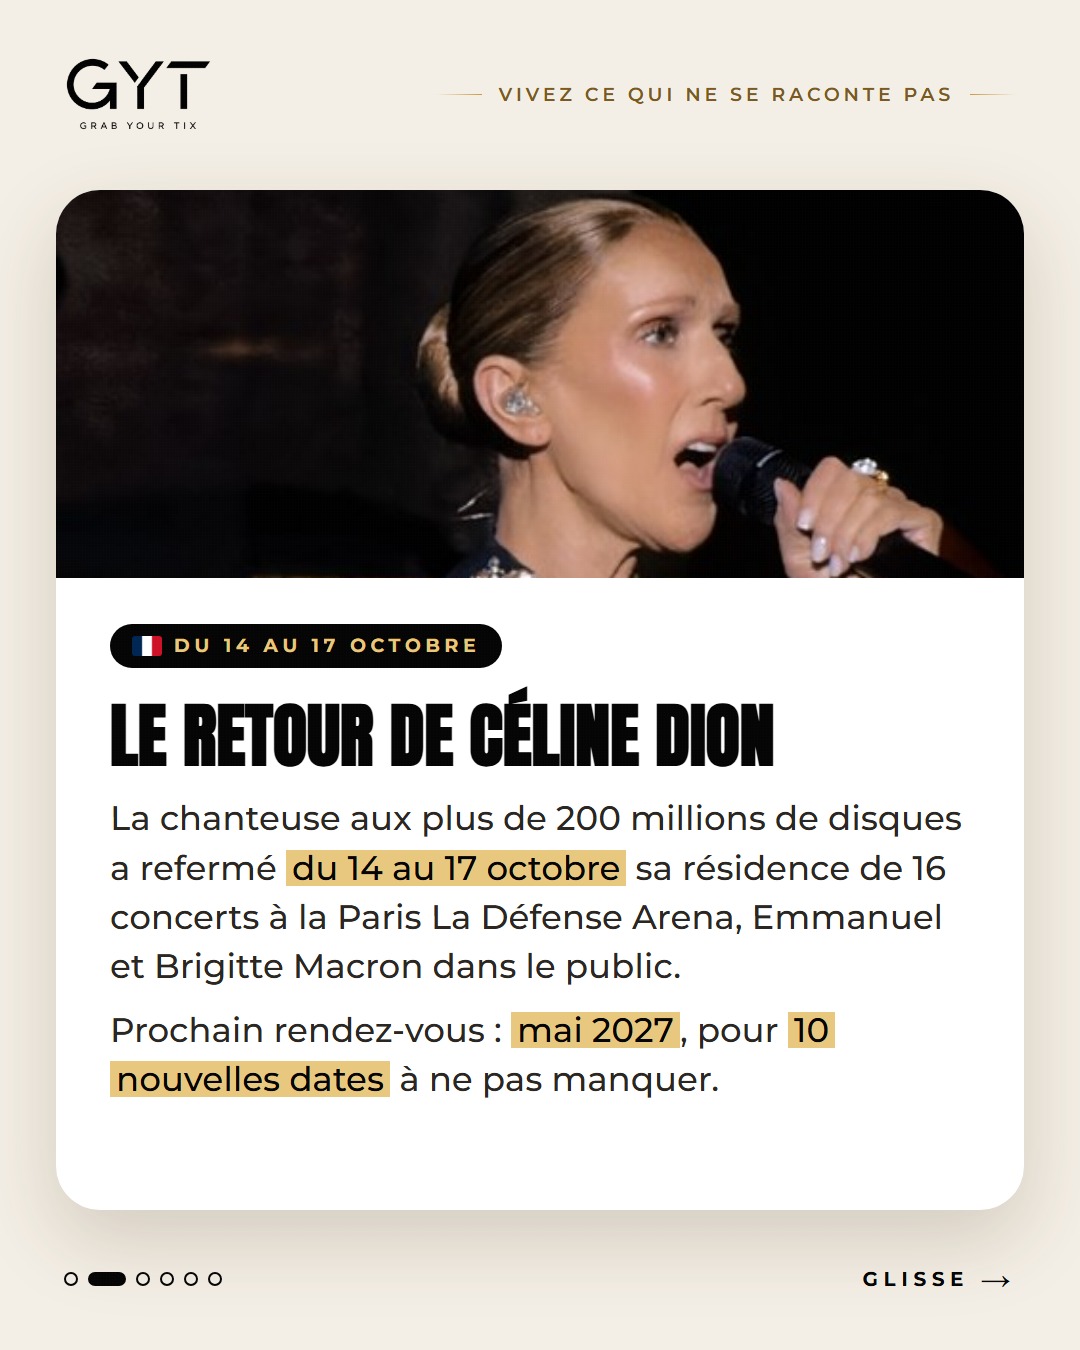 GYT
GRAB YOUR TIX
VIVEZ CE QUI NE SE RACONTE PAS
DU 14 AU 17 OCTOBRE
LE RETOUR DE CÉLINE DION
La chanteuse aux plus de 200 millions de disques
a refermé du 14 au 17 octobre sa résidence de 16
concerts à la Paris La Défense Arena, Emmanuel
et Brigitte Macron dans le public.
Prochain rendez-vous : mai 2027, pour 10
nouvelles dates à ne pas manquer.
GLISSE →